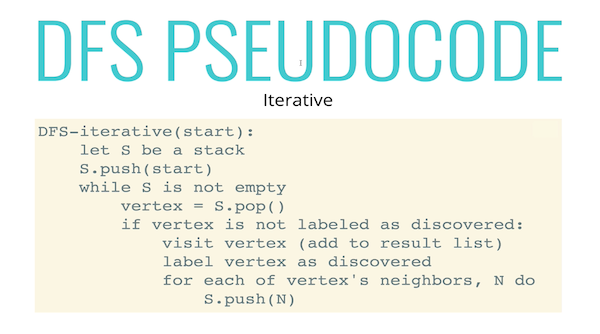 DFS PSEUDOCODE
Iterative
DFS-iterative(start):
    let S be a stack
    S.push(start)
    while S is not empty
        vertex = S.pop()
        if vertex is not labeled as discovered:
            visit vertex (add to result list)
            label vertex as discovered
            for each of vertex's neighbors, N do
                S.push(N)